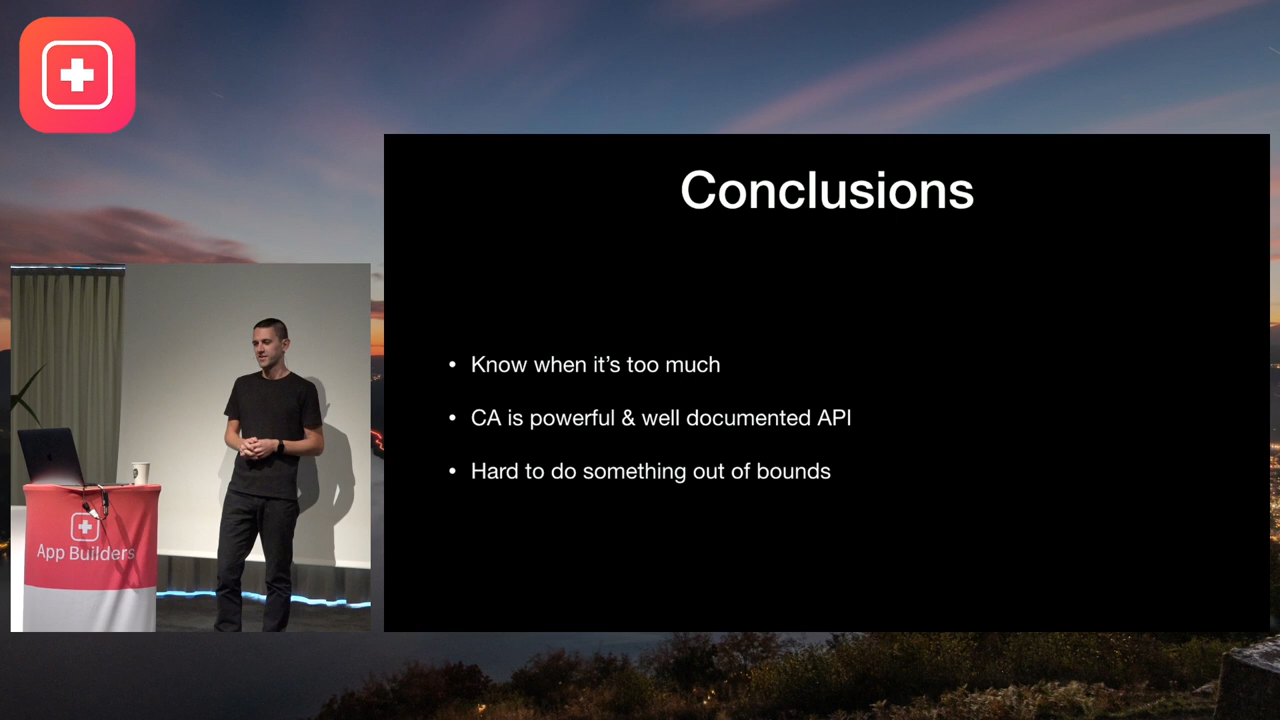 Conclusions
• Know when it’s too much
• CA is powerful & well documented API
• Hard to do something out of bounds
App Builders